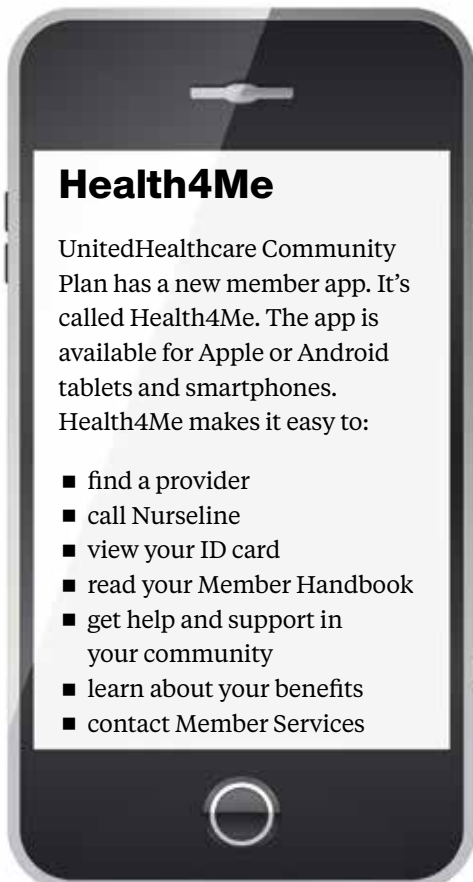 Health4Me
UnitedHealthcare Community
Plan has a new member app. It’s
called Health4Me. The app is
available for Apple or Android
tablets and smartphones.
Health4Me makes it easy to:
■ find a provider
■ call Nurseline
■ view your ID card
■ read your Member Handbook
■ get help and support in
your community
■ learn about your benefits
■ contact Member Services